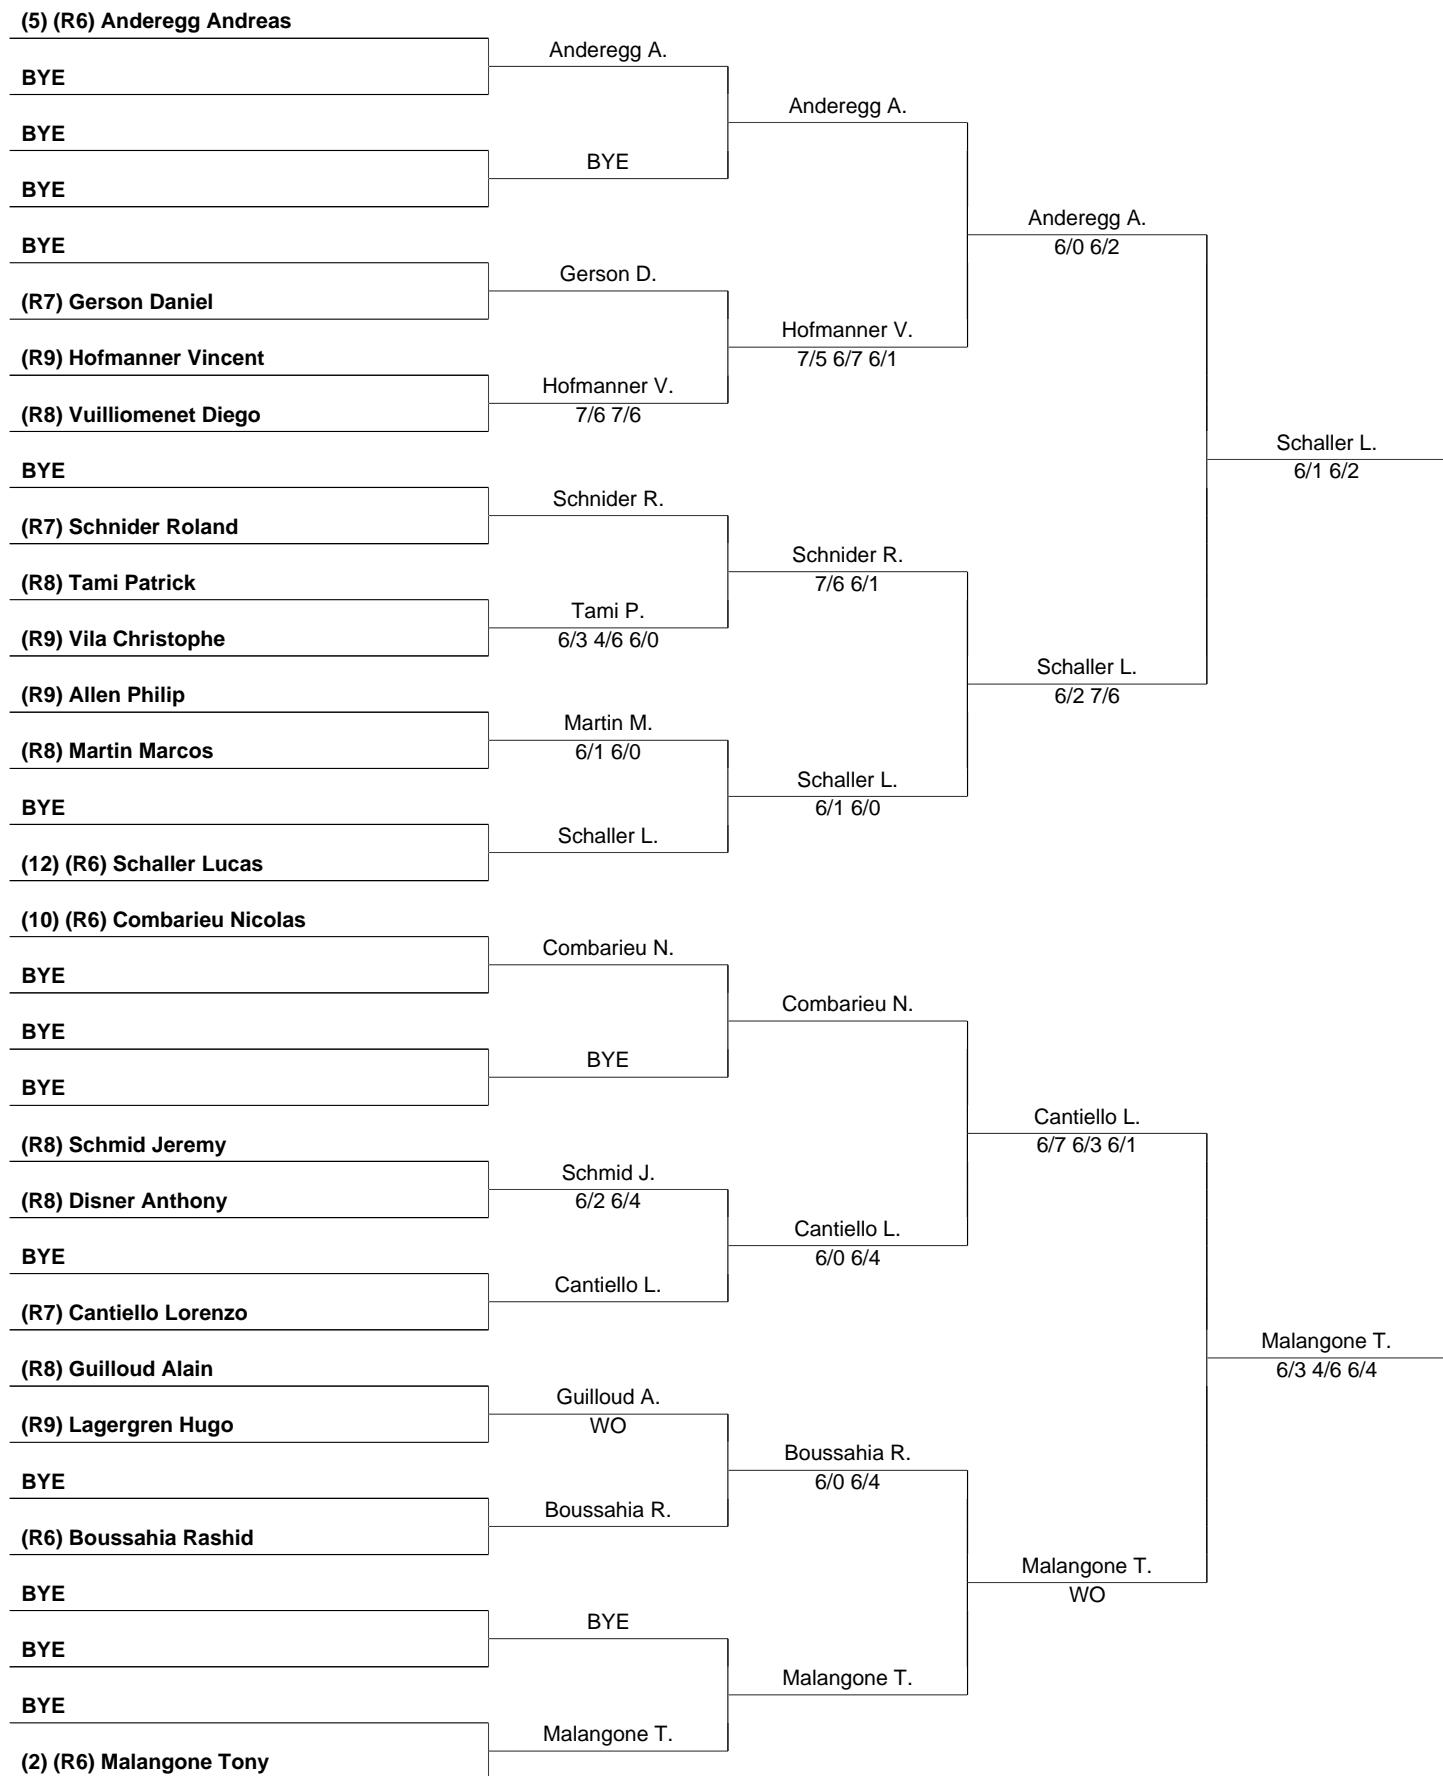 (5) (R6) Anderegg Andreas
BYE
BYE
BYE
BYE
(R7) Gerson Daniel
(R9) Hofmanner Vincent
(R8) Vuilliomenet Diego
BYE
(R7) Schnider Roland
(R8) Tami Patrick
(R9) Vila Christophe
(R9) Allen Philip
(R8) Martin Marcos
BYE
(12) (R6) Schaller Lucas
(10) (R6) Combarieu Nicolas
BYE
BYE
BYE
(R8) Schmid Jeremy
(R8) Disner Anthony
BYE
(R7) Cantiello Lorenzo
(R8) Guilloud Alain
(R9) Lagergren Hugo
BYE
(R6) Boussahia Rashid
BYE
BYE
BYE
(2) (R6) Malangone Tony
Anderegg A.
BYE
Gerson D.
Hofmanner V.
7/6 7/6
Schnider R.
Tami P.
6/3 4/6 6/0
Martin M.
6/1 6/0
Schaller L.
Combarieu N.
BYE
Schmid J.
6/2 6/4
Cantiello L.
Guilloud A.
WO
Boussahia R.
BYE
Malangone T.
Anderegg A.
Hofmanner V.
7/5 6/7 6/1
Schnider R.
7/6 6/1
Schaller L.
6/1 6/0
Combarieu N.
Cantiello L.
6/0 6/4
Boussahia R.
6/0 6/4
Malangone T.
Anderegg A.
6/0 6/2
Schaller L.
6/2 7/6
Cantiello L.
6/7 6/3 6/1
Malangone T.
WO
Schaller L.
6/1 6/2
Malangone T.
6/3 4/6 6/4